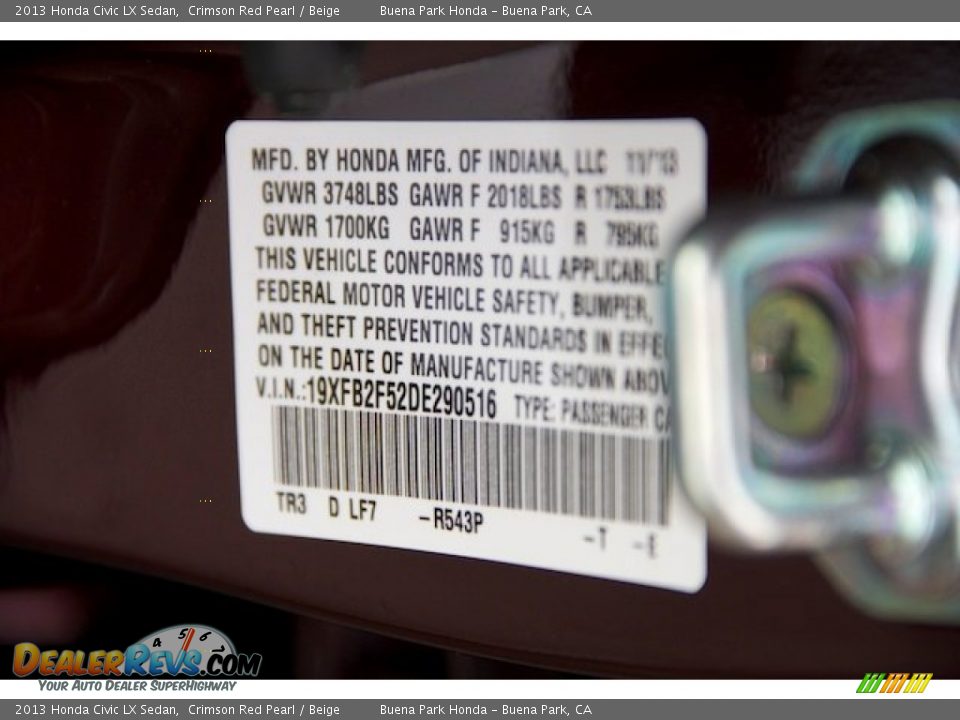 2013 Honda Civic LX Sedan, Crimson Red Pearl / Beige Buena Park Honda – Buena Park, CA
MFD. BY HONDA MFG. OF INDIANA, LLC 11/13
GVWR 3748LBS GAWR F 2018LBS R 1753LBS
GVWR 1700KG GAWR F 915KG R 795KG
THIS VEHICLE CONFORMS TO ALL APPLICABLE
FEDERAL MOTOR VEHICLE SAFETY, BUMPER,
AND THEFT PREVENTION STANDARDS IN EFFE
ON THE DATE OF MANUFACTURE SHOWN ABOV
V.I.N.:19XFB2F52DE290516 TYPE: PASSENGER CA
TR3 D LF7 –R543P
–T –E
4 5 6
DEALERREVS.COM
YOUR AUTO DEALER SUPERHIGHWAY
2013 Honda Civic LX Sedan, Crimson Red Pearl / Beige Buena Park Honda – Buena Park, CA